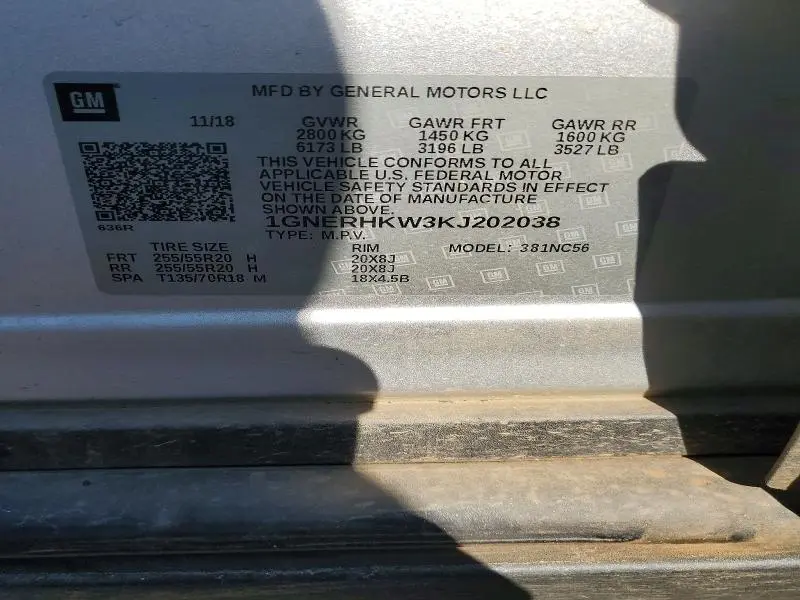 GM
MFD BY GENERAL MOTORS LLC
11/18 GVWR GAWR FRT GAWR RR
2800 KG 1450 KG 1600 KG
6173 LB 3196 LB 3527 LB
THIS VEHICLE CONFORMS TO ALL
APPLICABLE U.S. FEDERAL MOTOR
VEHICLE SAFETY STANDARDS IN EFFECT
ON THE DATE OF MANUFACTURE
SHOWN ABOVE.
636R
1GNERHKW3KJ202038
TYPE: M.P.V.
TIRE SIZE RIM MODEL: 381NC56
FRT 255/55R20 H 20X8J
RR 255/55R20 H 20X8J
SPA T135/70R18 M 18X4.5B